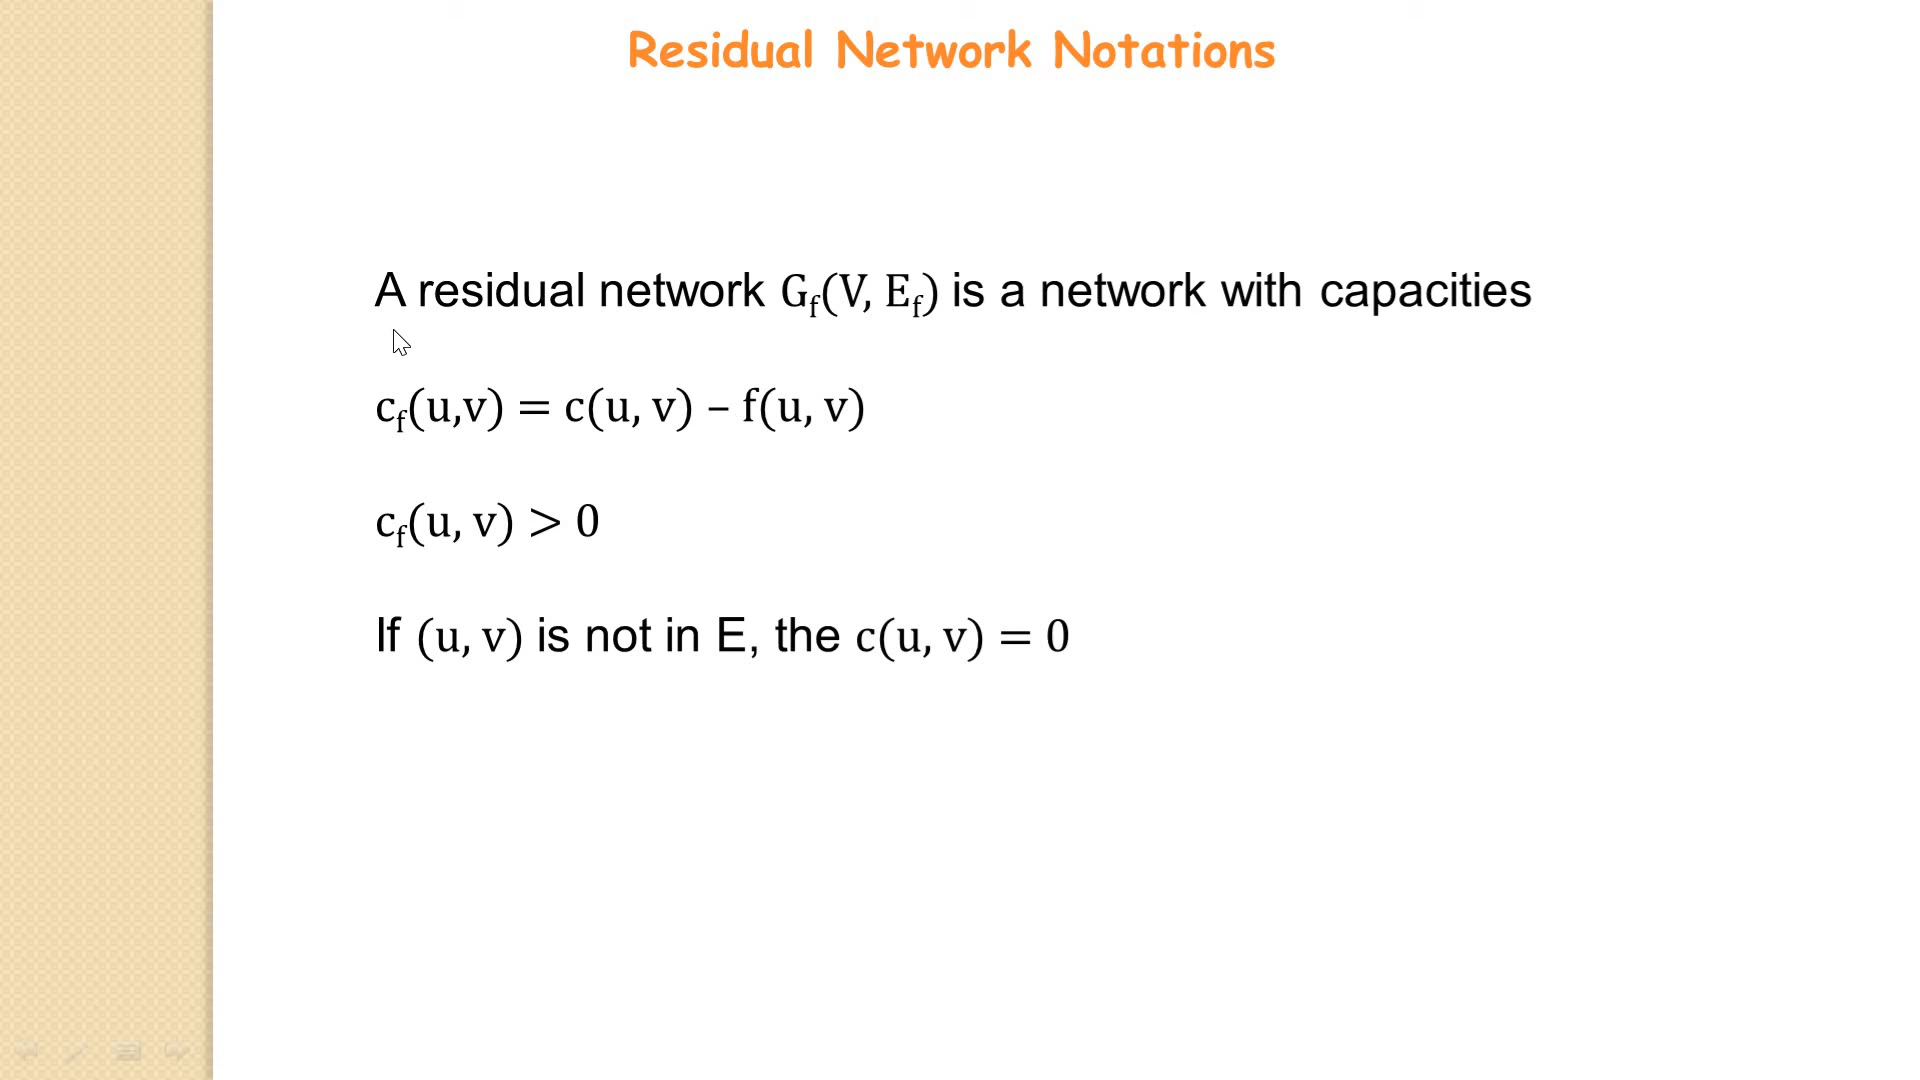 Residual Network Notations
A residual network G_f(V, E_f) is a network with capacities
c_f(u,v) = c(u, v) – f(u, v)
c_f(u, v) > 0
If (u, v) is not in E, the c(u, v) = 0